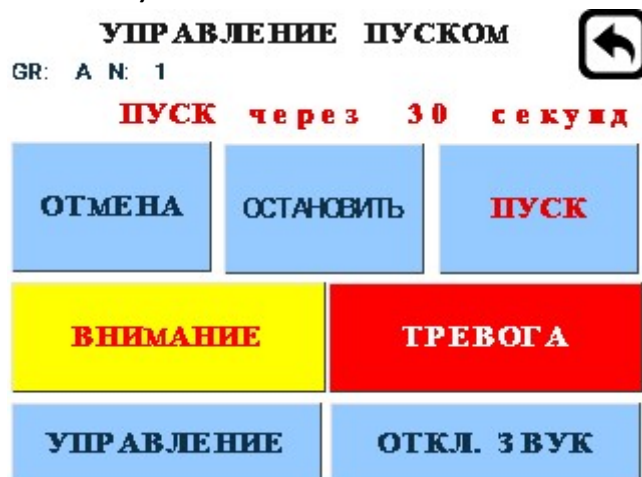 УПРАВЛЕНИЕ ПУСКОМ
GR: A N: 1
ПУСК через 30 секунд
ОТМЕНА ОСТАНОВИТЬ ПУСК
ВНИМАНИЕ ТРЕВОГА
УПРАВЛЕНИЕ ОТКЛ. ЗВУК